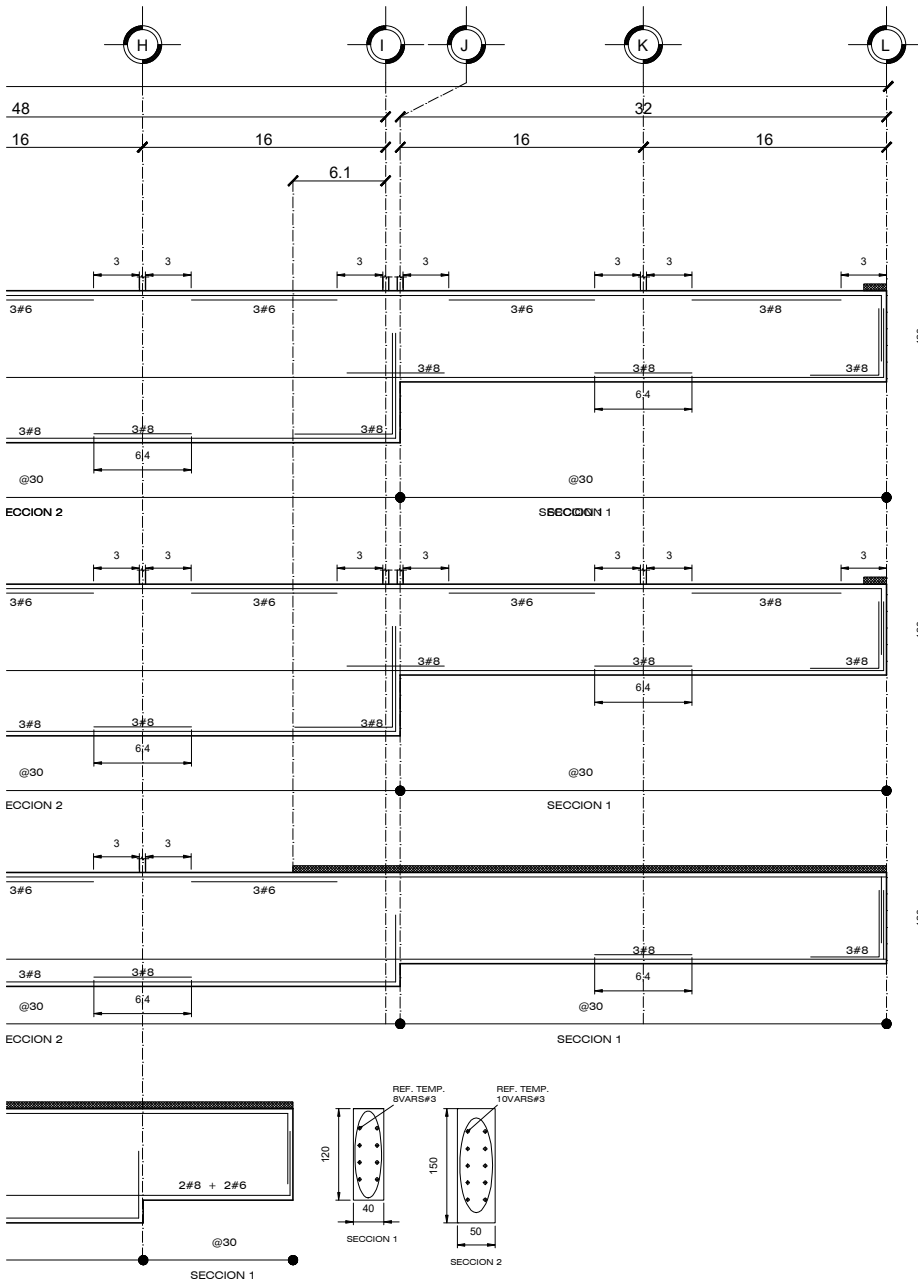 H I J K L
48 32
16 16 16 16
6.1
3 3 3 3 3 3 3
3#6 3#6 3#6 3#8
3#8 3#8 3#8
6.4
3#8 3#8 3#8
6.4
@30 @30
ECCION 2
3 3 3 3 3 3 3
3#6 3#6 3#6 3#8
3#8 3#8 3#8
6.4
3#8 3#8 3#8
6.4
@30 @30
ECCION 2 SECCION 1
3 3
3#6 3#6
3#8 3#8
3#8 3#8
6.4 6.4
@30 @30
ECCION 2 SECCION 1
REF. TEMP.
8VARS#3
REF. TEMP.
10VARS#3
120
150
2#8 + 2#6
40
50
@30
SECCION 1
SECCION 2
SECCION 1